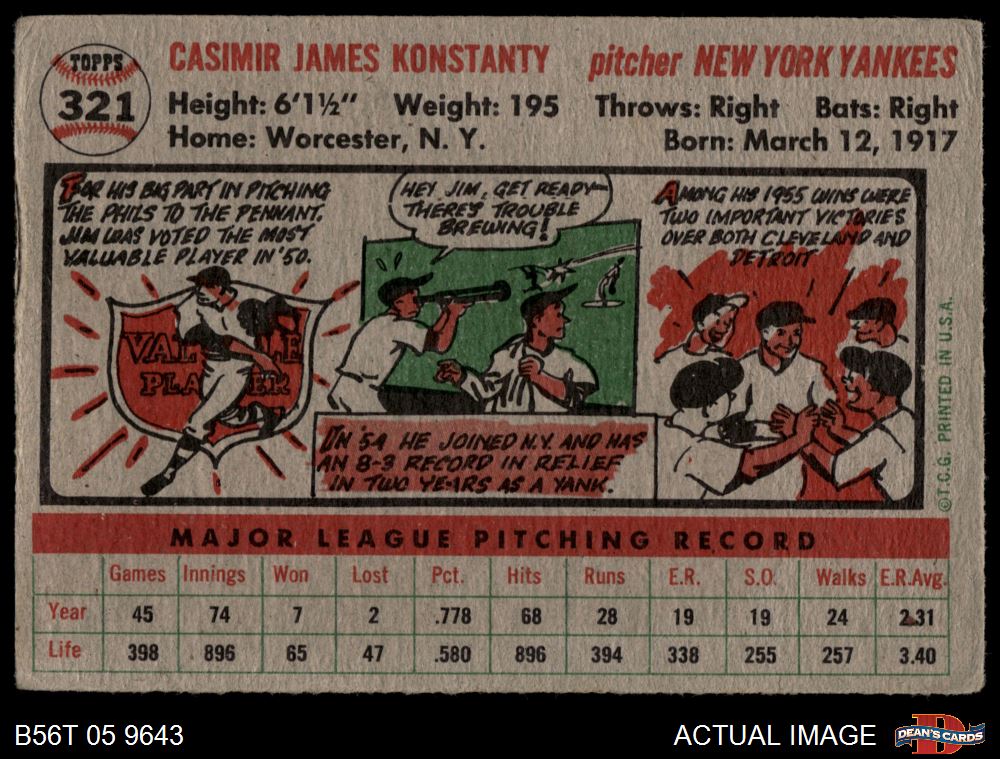 TOPPS
321
CASIMIR JAMES KONSTANTY
pitcher NEW YORK YANKEES
Height: 6'1½" Weight: 195 Throws: Right Bats: Right
Home: Worcester, N. Y. Born: March 12, 1917
FOR HIS BIG PART IN PITCHING
THE PHILS TO THE PENNANT,
JIM WAS VOTED THE MOST
VALUABLE PLAYER IN '50.
VAL LE
PLA ER
HEY JIM, GET READY—
THERE'S TROUBLE
BREWING!
IN '54 HE JOINED N.Y. AND HAS
AN 8-3 RECORD IN RELIEF
IN TWO YEARS AS A YANK.
AMONG HIS 1955 WINS WERE
TWO IMPORTANT VICTORIES
OVER BOTH CLEVELAND AND
DETROIT
©T.C.G. PRINTED IN U.S.A.
MAJOR LEAGUE PITCHING RECORD
Games Innings Won Lost Pct. Hits Runs E.R. S.O. Walks E.R.Avg.
Year 45 74 7 2 .778 68 28 19 19 24 2.31
Life 398 896 65 47 .580 896 394 338 255 257 3.40
B56T 05 9643
ACTUAL IMAGE
DEAN'S CARDS